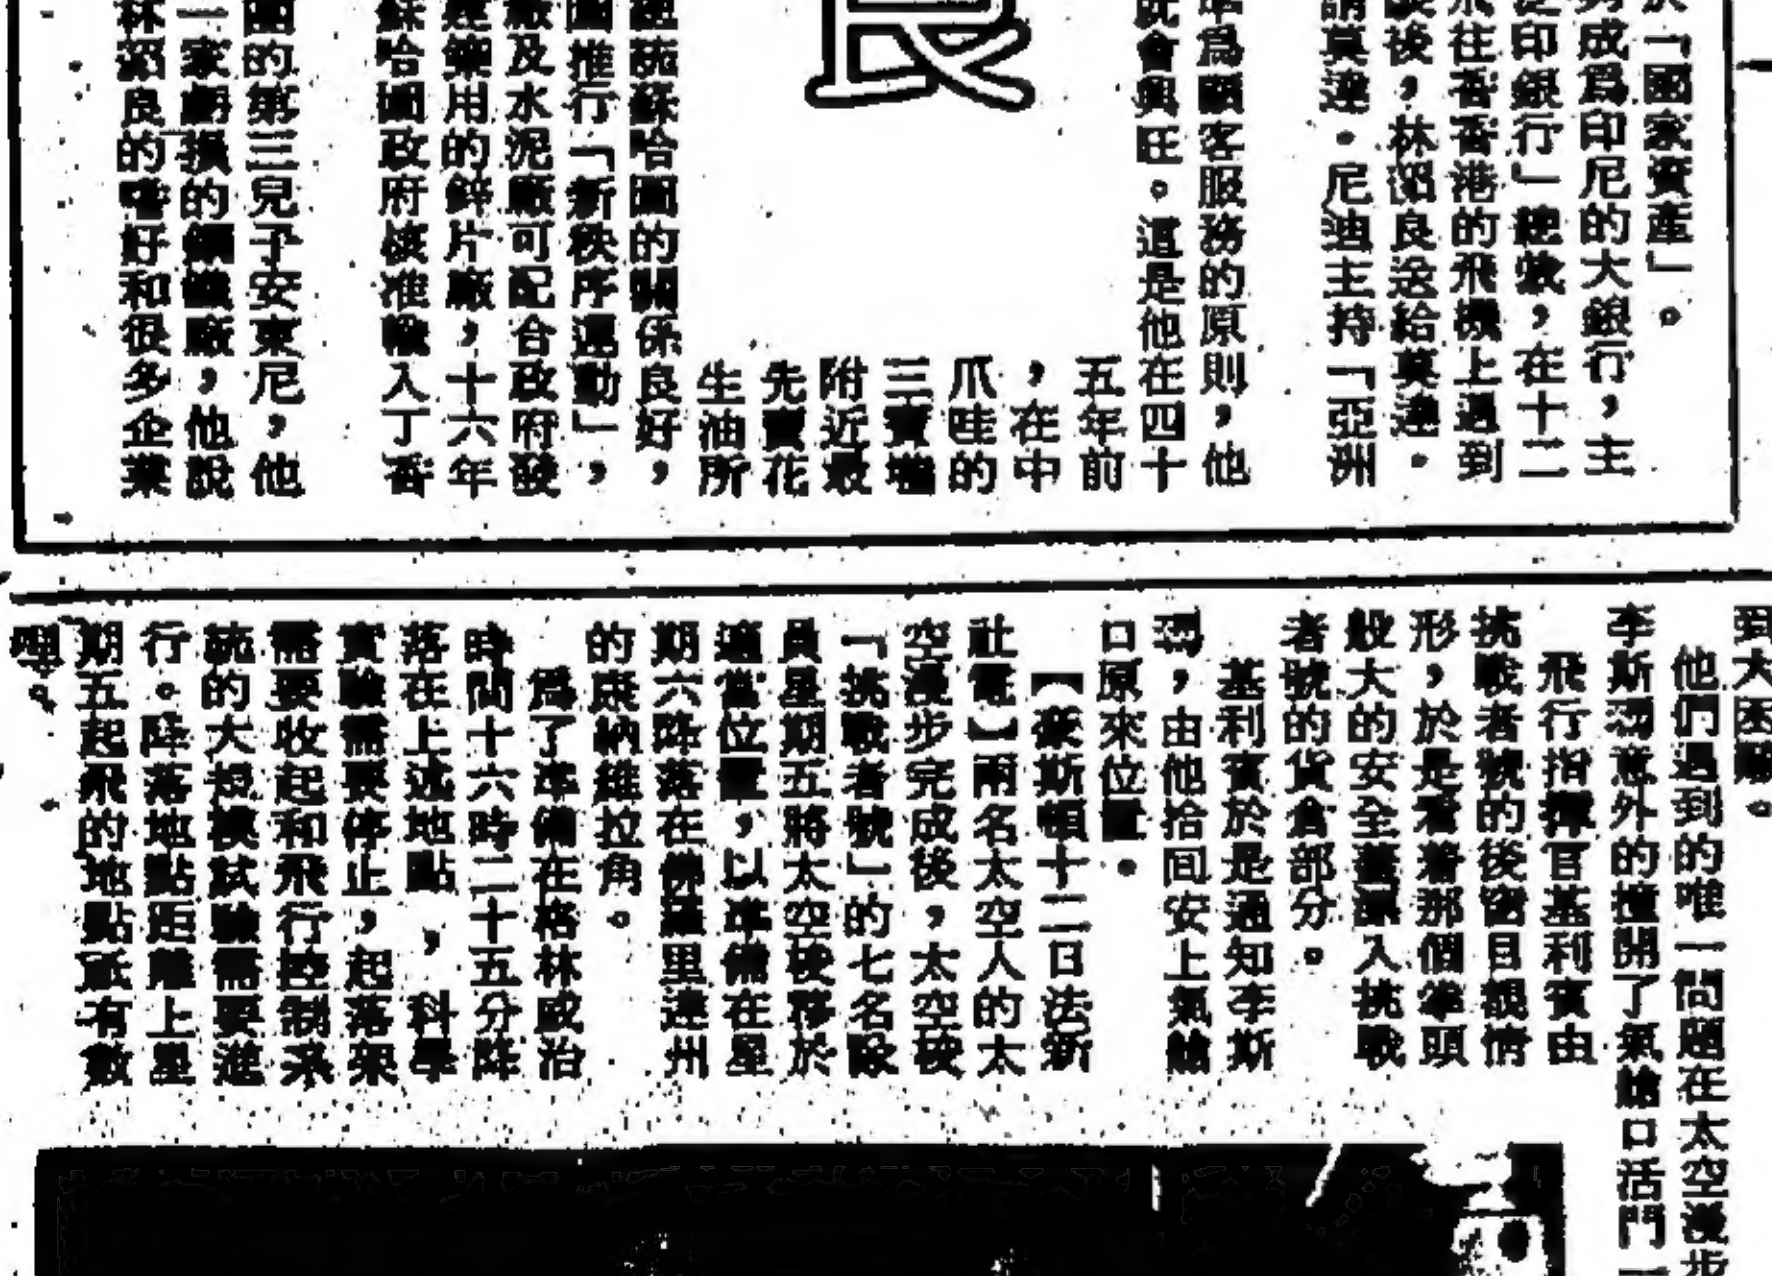 於「國家資產」。
成爲印尼的大銀行，主
泛印銀行」總裁，在十二
飛往香港的飛機上遇到
後，林紹良送給莫達。
請莫達。尼迪主持「亞洲
準爲顧客服務的原則，他
就會興旺。這是他在四十
五年前
，在中
爪哇的
三寶壠
附近最
先賣花
生油所
良
蘇哈圖的關係良好，
圖推行「新秩序運動」，
廠及水泥廠可配合政府發
建築用的鋅片廠，十六年
蘇哈圖政府核准輸入丁香
圖的第三兒子安東尼，他
一家虧損的鋼鐵廠，他說
林紹良的嗜好和很多企業
到大困難。
他們遇到的唯一問題在太空漫步
李斯瑪意外的撞開了氣艙口活門
飛行指揮官基利賓由
挑戰者號的後窗目覩情
形，於是看着那個拳頭
般大的安全蓋漂入挑戰
者號的貨倉部分。
基利賓於是通知李斯
瑪，由他拾回安上氣艙
口原來位置。
【豪斯頓十二日法新
社電】兩名太空人的太
空漫步完成後，太空梭
「挑戰者號」的七名隊
員星期五將太空梭移於
適當位置，以準備在星
期六降落在佛羅里達州
的康納維拉角。
爲了準備在格林威治
時間十六時二十五分降
落在上述地點，科學
實驗需要停止，起落架
需要收起和飛行控制系
統的大規模試驗需要進
行。降落地點距離上星
期五起飛的地點祇有數
哩。